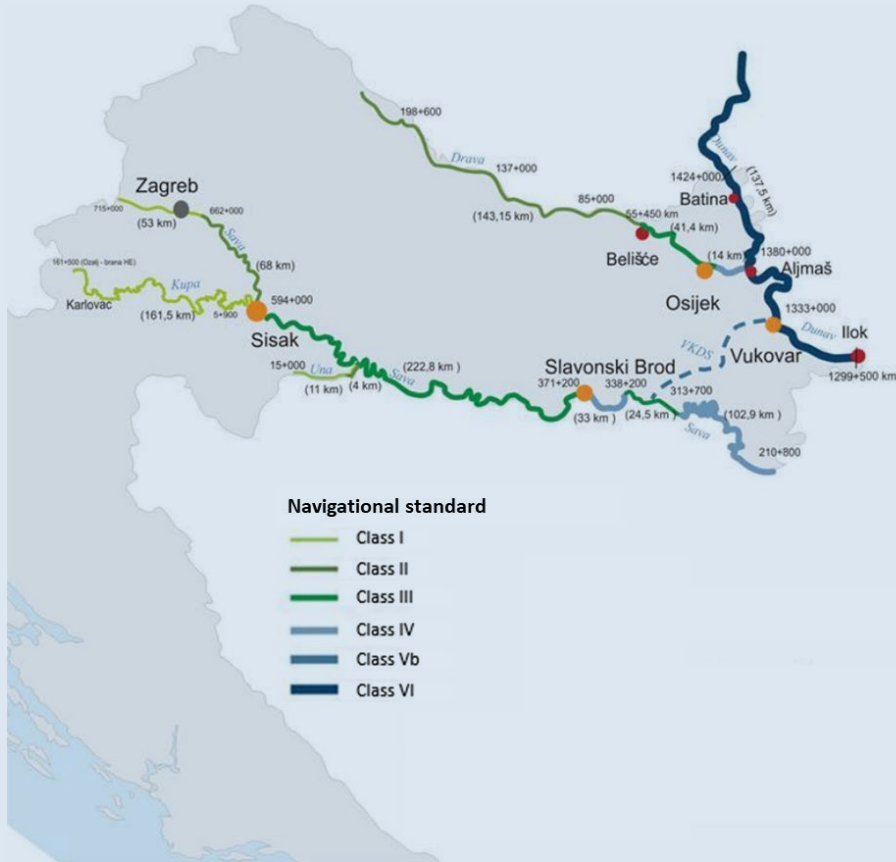 198+600
Drava
137+000
(143,15 km)
85+000
55+450 km
(41,4 km)
Belišće
(14 km)
Osijek
Dunav
(137,5 km)
1424+000
Batina
1380+000
Aljmaš
1333+000
Dunav
Ilok
Vukovar
1299+500 km
VKDS
Zagreb
715+000
(53 km)
662+000
Sava
(68 km)
161+500 (Ozalj - brana HE)
Karlovac
Kupa
(161,5 km)
5+900
594+000
Sisak
15+000
Una
(11 km)
(4 km)
Sava
(222,8 km )
Slavonski Brod
371+200
338+200
(33 km )
(24,5 km )
313+700
Sava
(102,9 km )
210+800
Navigational standard
Class I
Class II
Class III
Class IV
Class Vb
Class VI